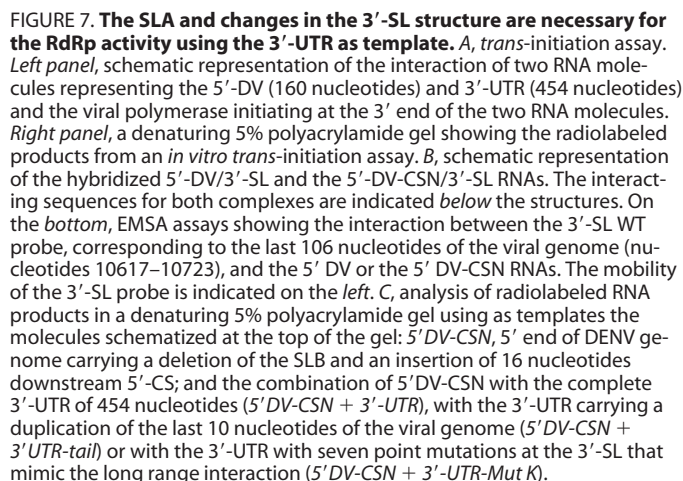 FIGURE 7. The SLA and changes in the 3′-SL structure are necessary for
the RdRp activity using the 3′-UTR as template. A, trans-initiation assay.
Left panel, schematic representation of the interaction of two RNA mole-
cules representing the 5′-DV (160 nucleotides) and 3′-UTR (454 nucleotides)
and the viral polymerase initiating at the 3′ end of the two RNA molecules.
Right panel, a denaturing 5% polyacrylamide gel showing the radiolabeled
products from an in vitro trans-initiation assay. B, schematic representation
of the hybridized 5′-DV/3′-SL and the 5′-DV-CSN/3′-SL RNAs. The interact-
ing sequences for both complexes are indicated below the structures. On
the bottom, EMSA assays showing the interaction between the 3′-SL WT
probe, corresponding to the last 106 nucleotides of the viral genome (nu-
cleotides 10617–10723), and the 5′ DV or the 5′ DV-CSN RNAs. The mobility
of the 3′-SL probe is indicated on the left. C, analysis of radiolabeled RNA
products in a denaturing 5% polyacrylamide gel using as templates the
molecules schematized at the top of the gel: 5′DV-CSN, 5′ end of DENV ge-
nome carrying a deletion of the SLB and an insertion of 16 nucleotides
downstream 5′-CS; and the combination of 5′DV-CSN with the complete
3′-UTR of 454 nucleotides (5′DV-CSN + 3′-UTR), with the 3′-UTR carrying a
duplication of the last 10 nucleotides of the viral genome (5′DV-CSN +
3′UTR-tail) or with the 3′-UTR with seven point mutations at the 3′-SL that
mimic the long range interaction (5′DV-CSN + 3′-UTR-Mut K).